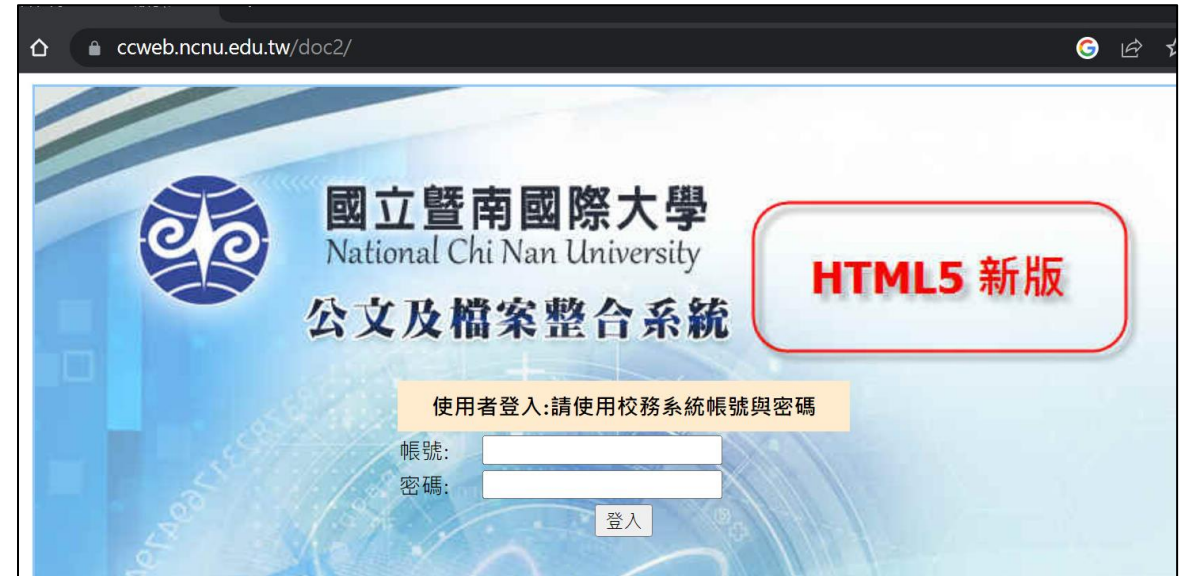 ccweb.ncnu.edu.tw/doc2/
國立暨南國際大學
National Chi Nan University
公文及檔案整合系統
HTML5 新版
使用者登入:請使用校務系統帳號與密碼
帳號:
密碼:
登入